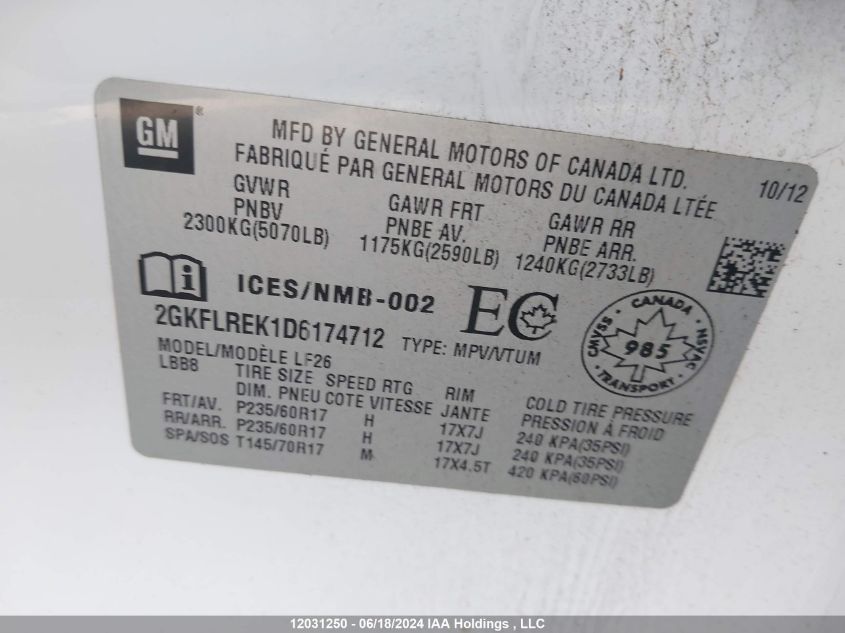 GM ®
MFD BY GENERAL MOTORS OF CANADA LTD.
10/12
FABRIQUÉ PAR GENERAL MOTORS DU CANADA LTÉE
GVWR GAWR FRT GAWR RR
PNBV PNBE AV. PNBE ARR.
2300KG(5070LB) 1175KG(2590LB) 1240KG(2733LB)
ICES/NMB-002 EC
CANADA
CMVSS 985 NSVAC
TRANSPORT
2GKFLREK1D6174712 TYPE: MPV/VTUM
MODEL/MODÈLE LF26
LBB8 TIRE SIZE SPEED RTG RIM COLD TIRE PRESSURE
DIM. PNEU COTE VITESSE JANTE PRESSION À FROID
FRT/AV. P235/60R17 H 17X7J 240 KPA(35PSI)
RR/ARR. P235/60R17 H 17X7J 240 KPA(35PSI)
SPA/SOS T145/70R17 M 17X4.5T 420 KPA(60PSI)
12031250 - 06/18/2024 IAA Holdings , LLC